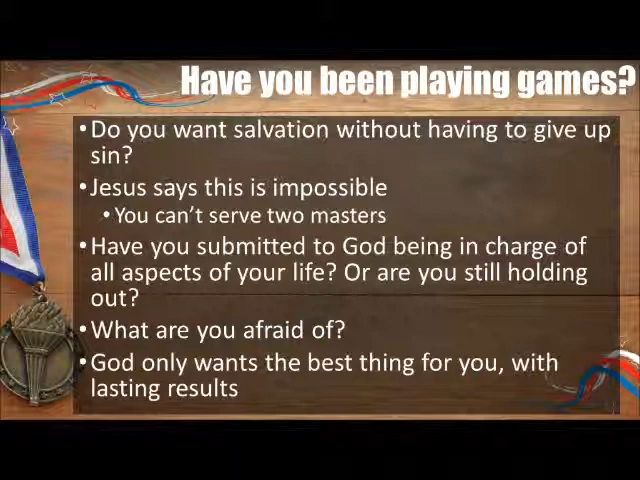 Have you been playing games?
•Do you want salvation without having to give up
sin?
•Jesus says this is impossible
•You can't serve two masters
•Have you submitted to God being in charge of
all aspects of your life? Or are you still holding
out?
•What are you afraid of?
•God only wants the best thing for you, with
lasting results